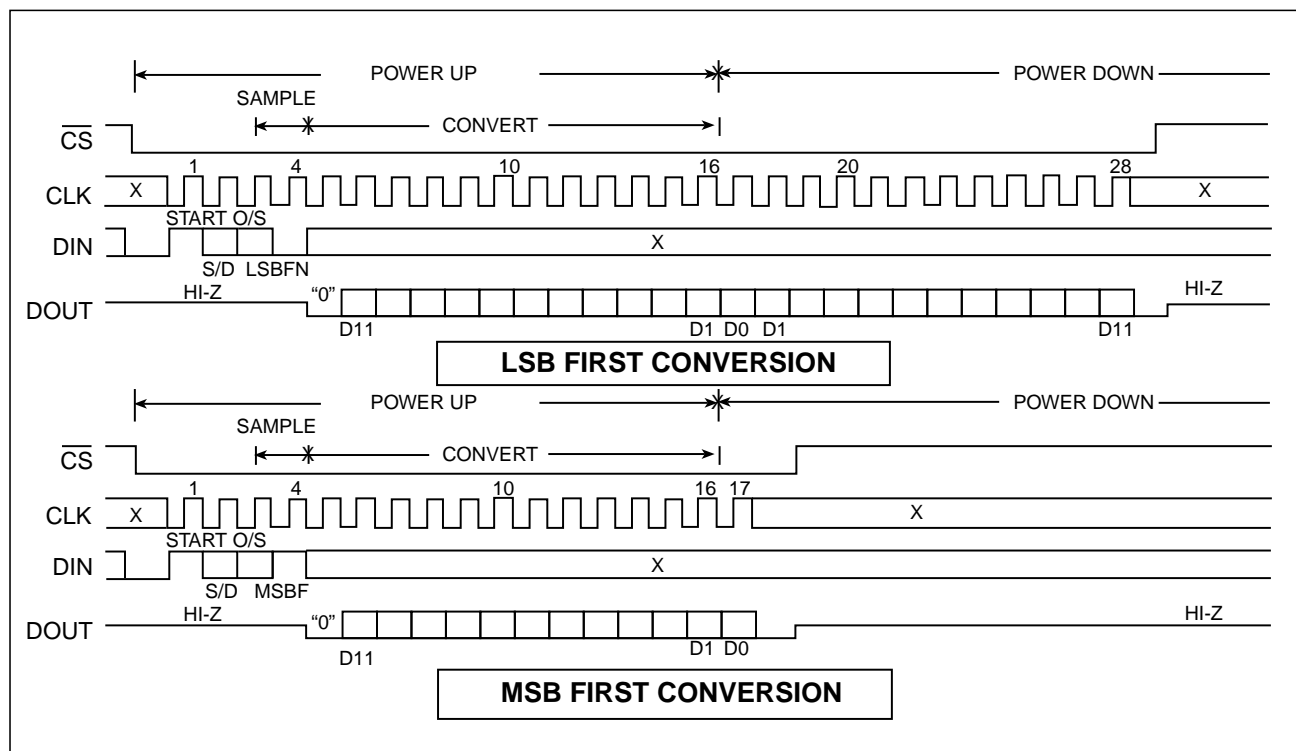 POWER UP POWER DOWN
SAMPLE
CS CONVERT
1 4 10 16 20 28
CLK X X
START O/S
DIN X
S/D LSBFN
HI-Z "0" HI-Z
DOUT
D11 D1 D0 D1 D11
LSB FIRST CONVERSION
POWER UP POWER DOWN
SAMPLE
CS CONVERT
1 4 10 16 17
CLK X X
START O/S
DIN X
S/D MSBF
HI-Z "0" HI-Z
DOUT
D11 D1 D0
MSB FIRST CONVERSION